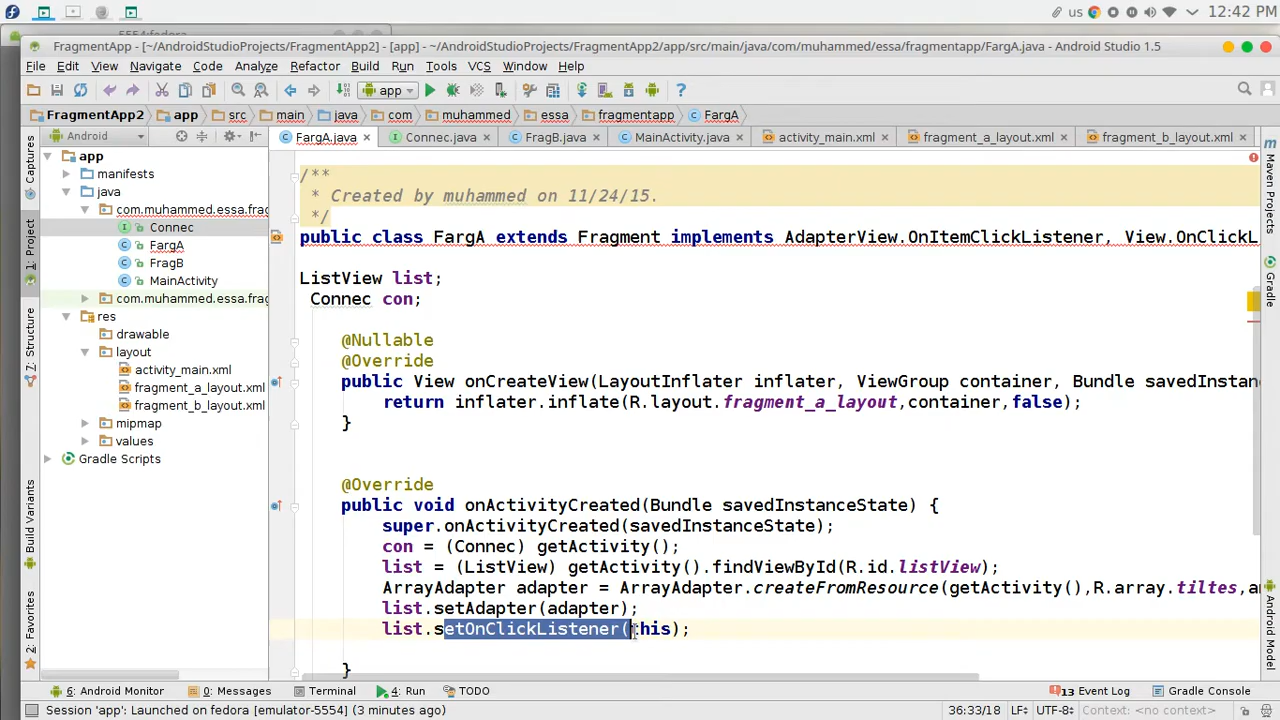 us
12:42 PM
5554:fedora
FragmentApp - [~/AndroidStudioProjects/FragmentApp2] - [app] - ~/AndroidStudioProjects/FragmentApp2/app/src/main/java/com/muhammed/essa/fragmentapp/FargA.java - Android Studio 1.5
File Edit View Navigate Code Analyze Refactor Build Run Tools VCS Window Help
app
FragmentApp2 app src main java com muhammed essa fragmentapp FargA
Android
FargA.java Connec.java FragB.java MainActivity.java activity_main.xml fragment_a_layout.xml fragment_b_layout.xml
app
manifests
java
com.muhammed.essa.frag
Connec
FargA
FragB
MainActivity
com.muhammed.essa.frag
res
drawable
layout
activity_main.xml
fragment_a_layout.xml
fragment_b_layout.xml
mipmap
values
Gradle Scripts
Captures
1: Project
7: Structure
Build Variants
2: Favorites
/**
* Created by muhammed on 11/24/15.
*/
public class FargA extends Fragment implements AdapterView.OnItemClickListener, View.OnClickL
ListView list;
Connec con;
@Nullable
@Override
public View onCreateView(LayoutInflater inflater, ViewGroup container, Bundle savedInstan
return inflater.inflate(R.layout.fragment_a_layout,container,false);
}
@Override
public void onActivityCreated(Bundle savedInstanceState) {
super.onActivityCreated(savedInstanceState);
con = (Connec) getActivity();
list = (ListView) getActivity().findViewById(R.id.listView);
ArrayAdapter adapter = ArrayAdapter.createFromResource(getActivity(),R.array.tiltes,an
list.setAdapter(adapter);
list.setOnClickListener(this);
}
Maven Projects
Gradle
Android Model
6: Android Monitor 0: Messages Terminal 4: Run TODO 13 Event Log Gradle Console
Session 'app': Launched on fedora [emulator-5554] (3 minutes ago) 36:33/18 LF UTF-8 Context: <no context>